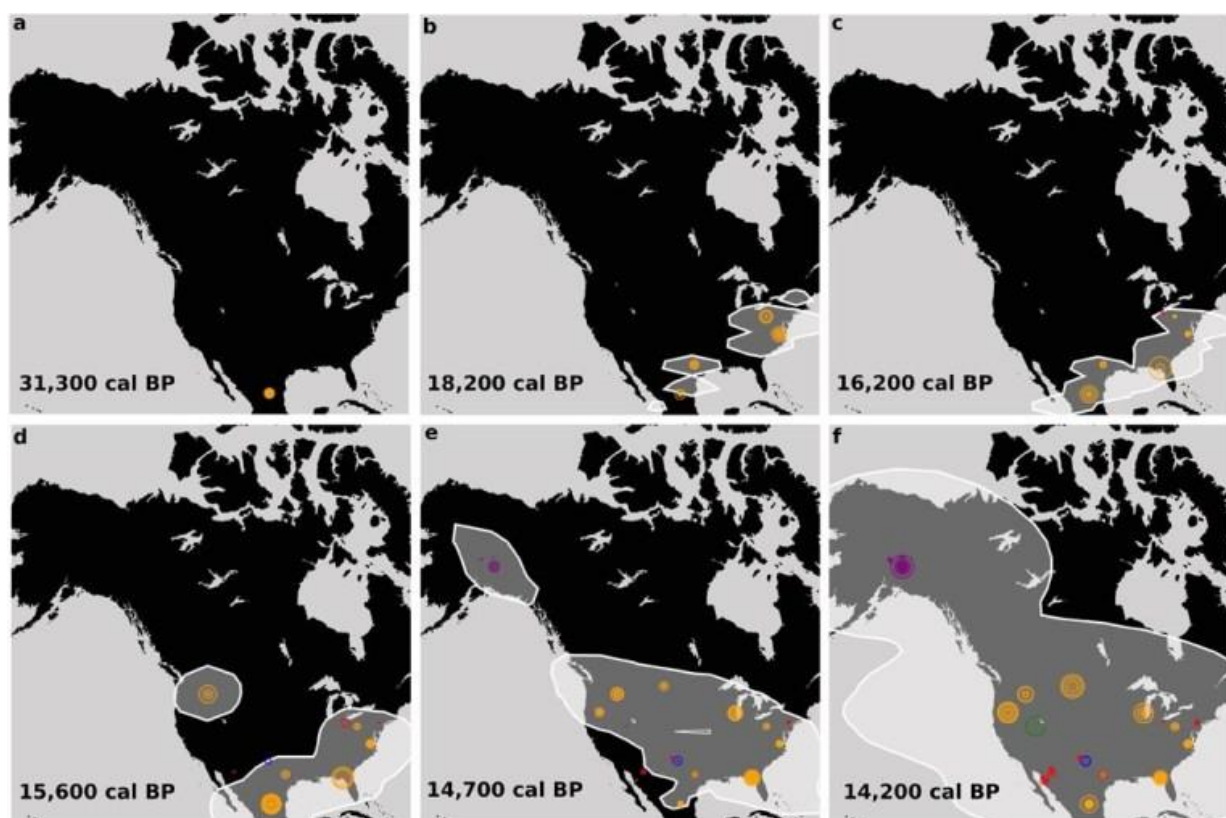 a
b
c
31,300 cal BP
18,200 cal BP
16,200 cal BP
d
e
f
15,600 cal BP
14,700 cal BP
14,200 cal BP